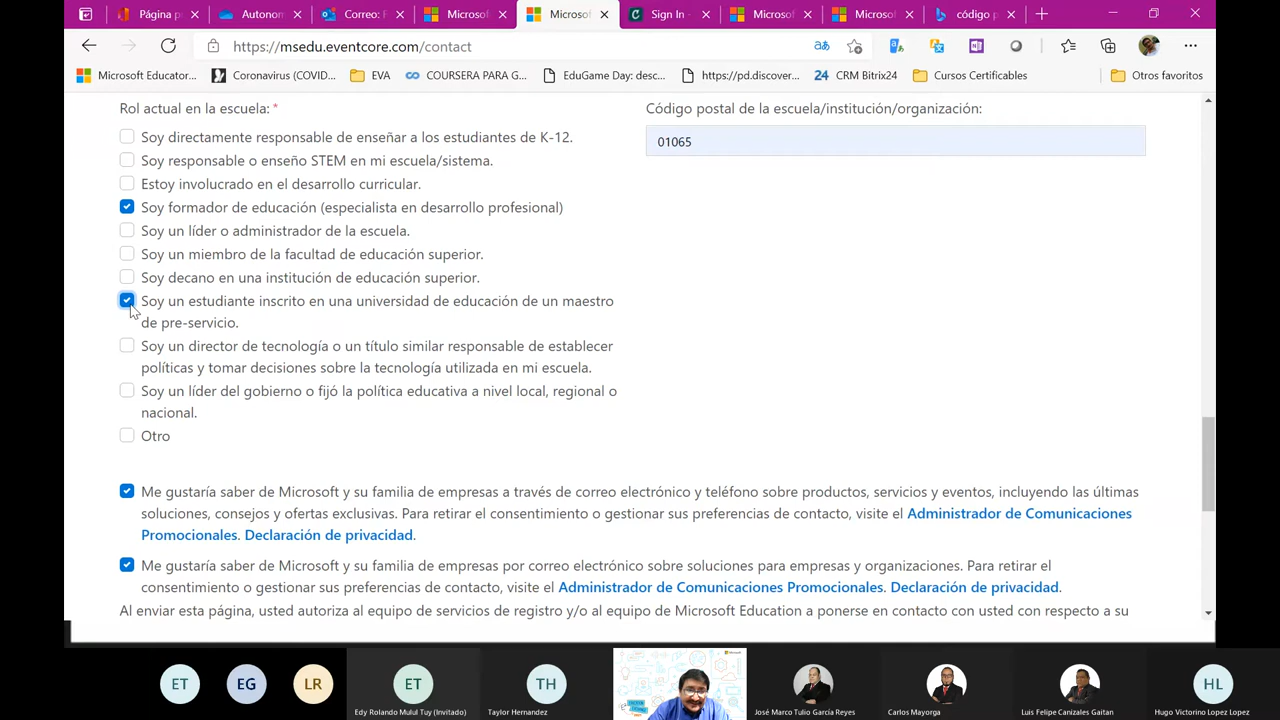 Página p
Autonom
Correo: F
Microsof
Microsof
Sign In -
Microsof
Microsof
código p
https://msedu.eventcore.com/contact
Microsoft Educator...
Coronavirus (COVID...
EVA
COURSERA PARA G...
EduGame Day: desc...
https://pd.discover...
24 CRM Bitrix24
Cursos Certificables
Otros favoritos
Rol actual en la escuela: *
Soy directamente responsable de enseñar a los estudiantes de K-12.
Soy responsable o enseño STEM en mi escuela/sistema.
Estoy involucrado en el desarrollo curricular.
Soy formador de educación (especialista en desarrollo profesional)
Soy un líder o administrador de la escuela.
Soy un miembro de la facultad de educación superior.
Soy decano en una institución de educación superior.
Soy un estudiante inscrito en una universidad de educación de un maestro
de pre-servicio.
Soy un director de tecnología o un título similar responsable de establecer
políticas y tomar decisiones sobre la tecnología utilizada en mi escuela.
Soy un líder del gobierno o fijó la política educativa a nivel local, regional o
nacional.
Otro
Código postal de la escuela/institución/organización:
01065
Me gustaría saber de Microsoft y su familia de empresas a través de correo electrónico y teléfono sobre productos, servicios y eventos, incluyendo las últimas
soluciones, consejos y ofertas exclusivas. Para retirar el consentimiento o gestionar sus preferencias de contacto, visite el Administrador de Comunicaciones
Promocionales. Declaración de privacidad.
Me gustaría saber de Microsoft y su familia de empresas por correo electrónico sobre soluciones para empresas y organizaciones. Para retirar el
consentimiento o gestionar sus preferencias de contacto, visite el Administrador de Comunicaciones Promocionales. Declaración de privacidad.
Al enviar esta página, usted autoriza al equipo de servicios de registro y/o al equipo de Microsoft Education a ponerse en contacto con usted con respecto a su
ET
EG
LR
ET
Edy Rolando Mulul Tuy (Invitado)
TH
Taylor Hernandez
José Marco Tulio García Reyes
Carlos Mayorga
Luis Felipe Canizales Gaitan
HL
Hugo Victorino Lopez Lopez